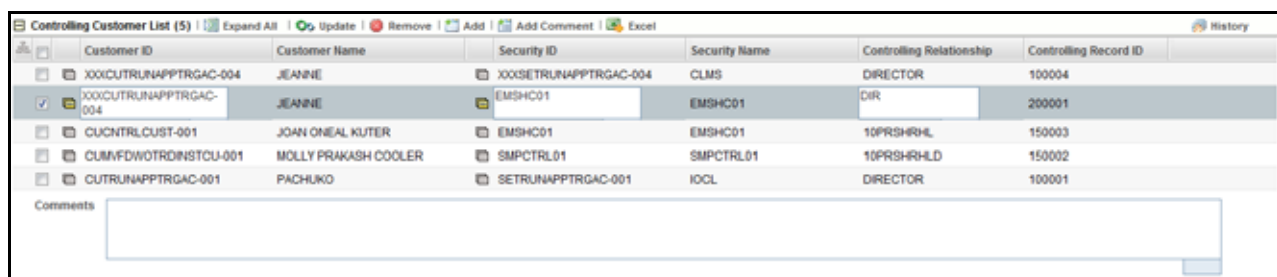 Controlling Customer List (5) | Expand All | Update | Remove | Add | Add Comment | Excel History
Customer ID Customer Name Security ID Security Name Controlling Relationship Controlling Record ID
XXXCUTRUNAPPTRGAC-004 JEANNE XXXSETRUNAPPTRGAC-004 CLMS DIRECTOR 100004
XXXCUTRUNAPPTRGAC-
004 JEANNE EMSHC01 EMSHC01 DIR 200001
CUCNTRLCUST-001 JOAN ONEAL KUTER EMSHC01 EMSHC01 10PRSHRHL 150003
CUMVFDWOTRDINSTCU-001 MOLLY PRAKASH COOLER SMPCTRL01 SMPCTRL01 10PRSHRHLD 150002
CUTRUNAPPTRGAC-001 PACHUKO SETRUNAPPTRGAC-001 IOCL DIRECTOR 100001
Comments